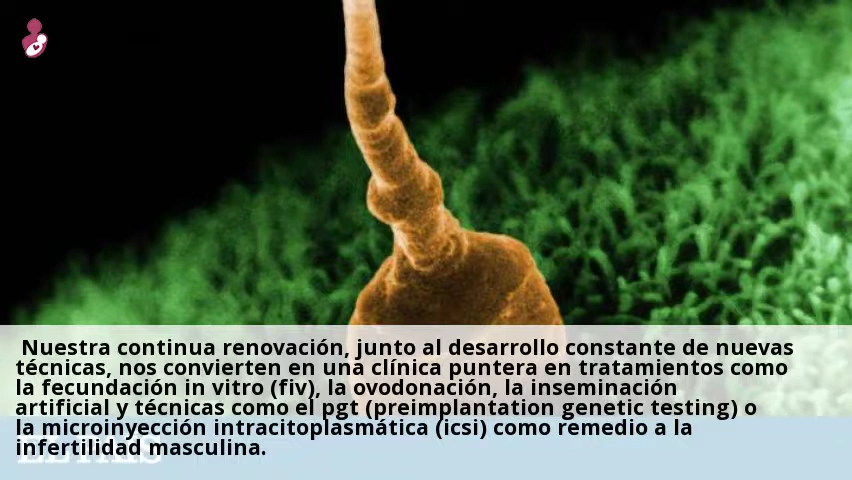 Nuestra continua renovación, junto al desarrollo constante de nuevas
técnicas, nos convierten en una clínica puntera en tratamientos como
la fecundación in vitro (fiv), la ovodonación, la inseminación
artificial y técnicas como el pgt (preimplantation genetic testing) o
la microinyección intracitoplasmática (icsi) como remedio a la
infertilidad masculina.